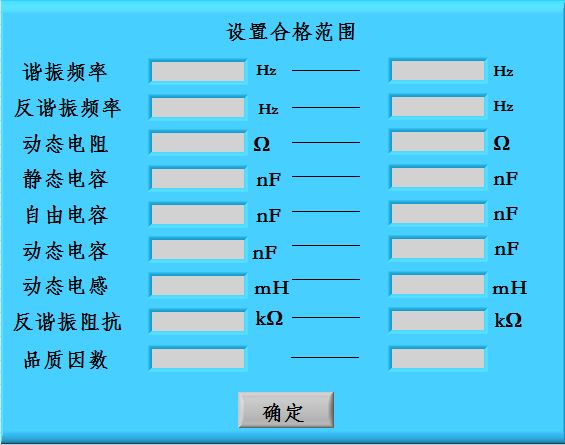 设置合格范围
谐振频率 Hz Hz
反谐振频率 Hz Hz
动态电阻 Ω Ω
静态电容 nF nF
自由电容 nF nF
动态电容 nF nF
动态电感 mH mH
反谐振阻抗 kΩ kΩ
品质因数
确定